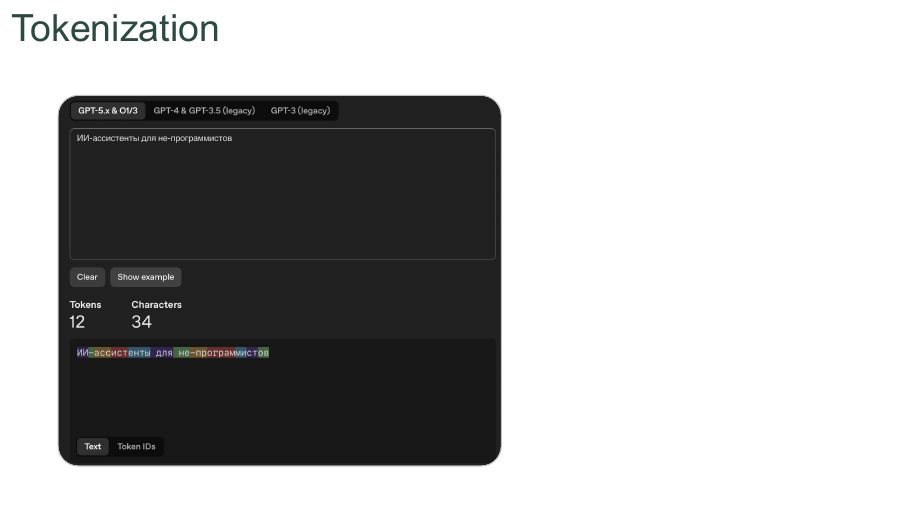 Tokenization
GPT-5.x & O1/3 GPT-4 & GPT-3.5 (legacy) GPT-3 (legacy)
ИИ-ассистенты для не-программистов
Clear Show example
Tokens Characters
12 34
ИИ-ассистенты для не-программистов
Text Token IDs